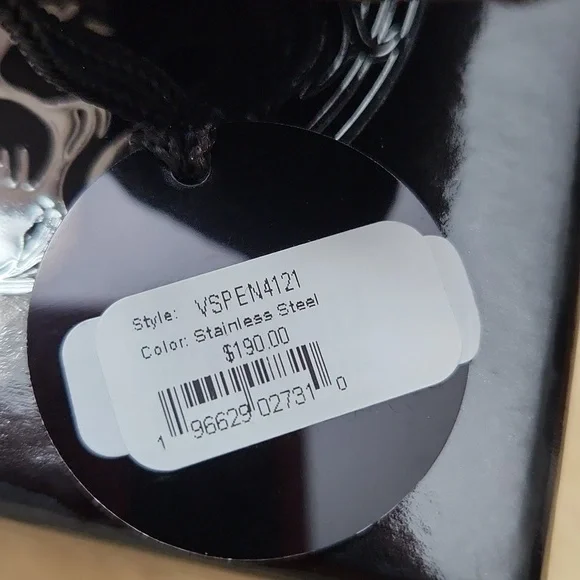 Style: VSPEN4121
Color: Stainless Steel
$190.00
1 96629 02731 0